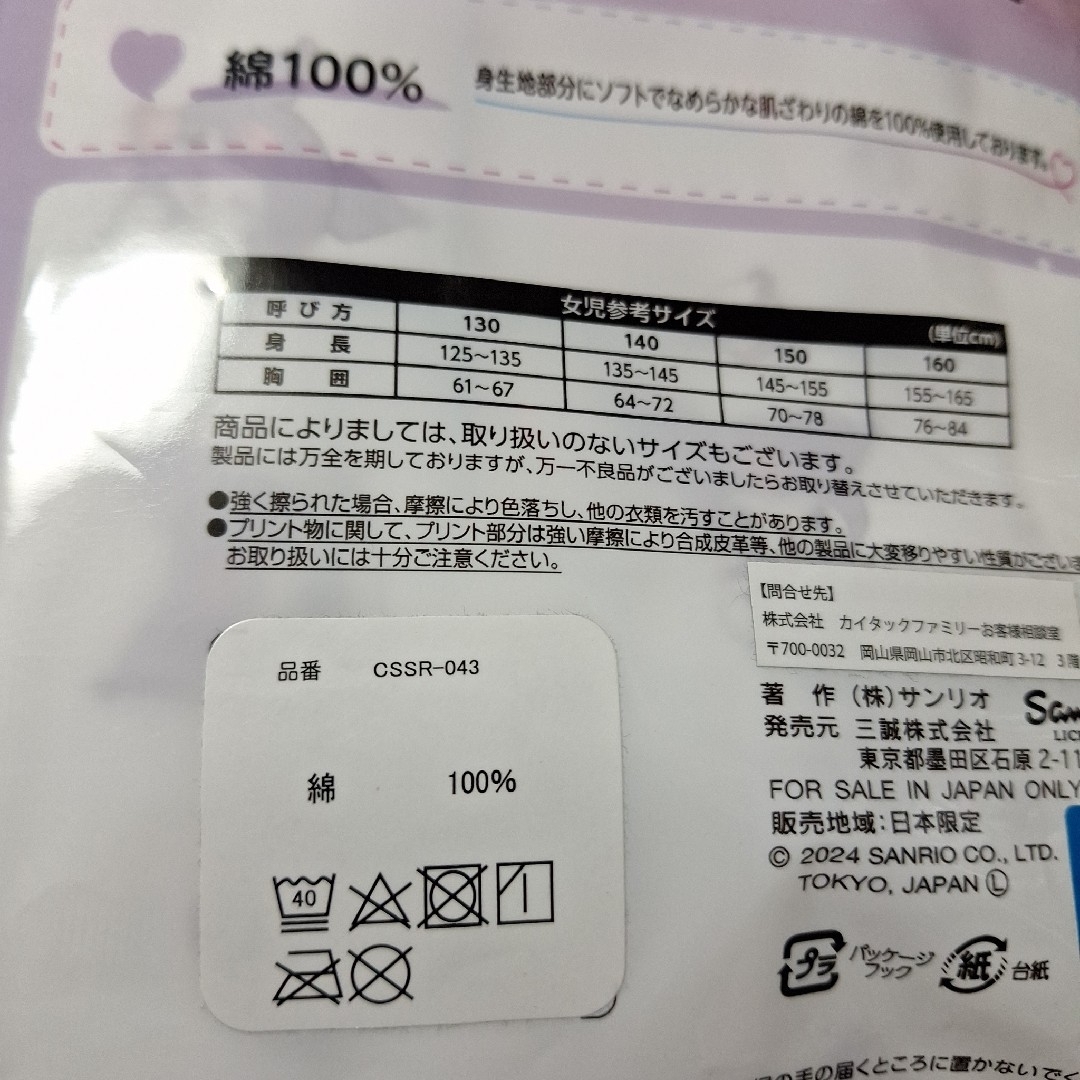 綿100%
身生地部分にソフトでなめらかな肌ざわりの綿を100%使用しております。
女児参考サイズ
(単位cm)
呼び方 130 140 150 160
身長 125~135 135~145 145~155 155~165
胸囲 61~67 64~72 70~78 76~84
商品によりましては、取り扱いのないサイズもございます。
製品には万全を期しておりますが、万一不良品がございましたらお取り替えさせていただきます。
●強く擦られた場合、摩擦により色落ちし、他の衣類を汚すことがあります。
●プリント物に関して、プリント部分は強い摩擦により合成皮革等、他の製品に大変移りやすい性質がござい
お取り扱いには十分ご注意ください。
【問合せ先】
株式会社 カイタックファミリーお客様相談室
〒700-0032 岡山県岡山市北区昭和町3-12 3階
品番 CSSR-043
綿 100%
40
著作 (株)サンリオ
発売元 三誠株式会社
東京都墨田区石原2-11
FOR SALE IN JAPAN ONLY
販売地域:日本限定
© 2024 SANRIO CO., LTD.
TOKYO, JAPAN Ⓛ
プラ パッケージ
フック
紙 台紙
の手の届くところに置かないで